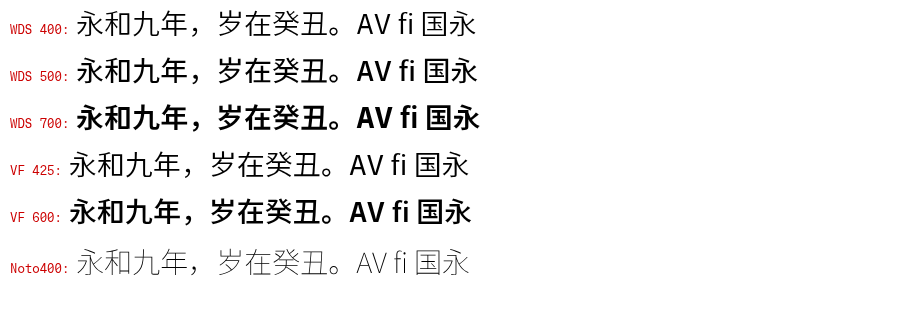 WDS 400: 永和九年，岁在癸丑。AV fi 国永
WDS 500: 永和九年，岁在癸丑。AV fi 国永
WDS 700: 永和九年，岁在癸丑。AV fi 国永
VF 425: 永和九年，岁在癸丑。AV fi 国永
VF 600: 永和九年，岁在癸丑。AV fi 国永
Noto400: 永和九年，岁在癸丑。AV fi 国永